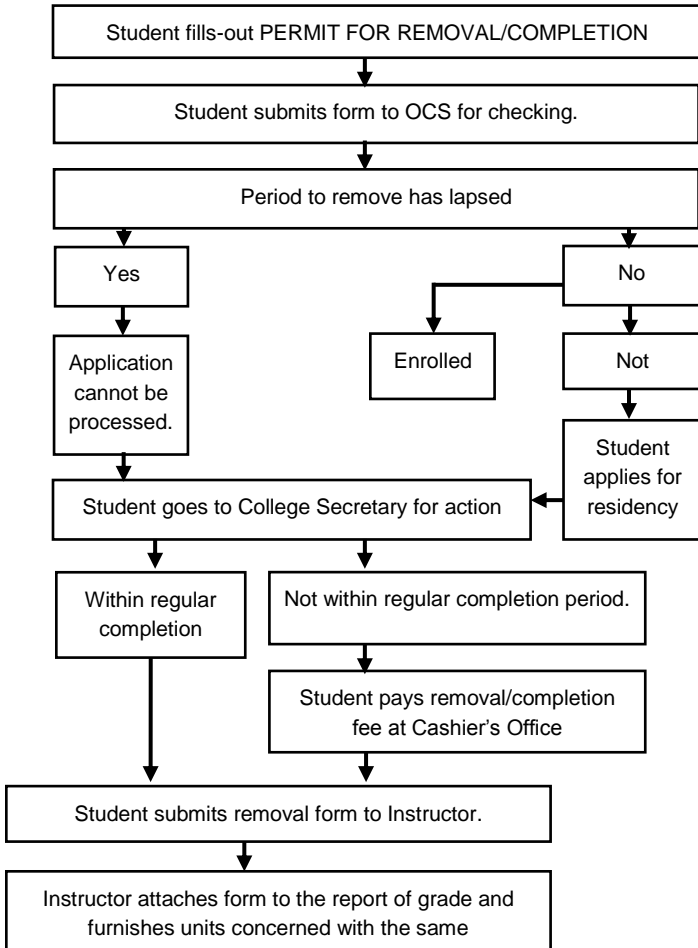 Student fills-out PERMIT FOR REMOVAL/COMPLETION
Student submits form to OCS for checking.
Period to remove has lapsed
Yes
No
Application
cannot be
processed.
Enrolled
Not
Student
applies for
residency
Student goes to College Secretary for action
Within regular
completion
Not within regular completion period.
Student pays removal/completion
fee at Cashier’s Office
Student submits removal form to Instructor.
Instructor attaches form to the report of grade and
furnishes units concerned with the same